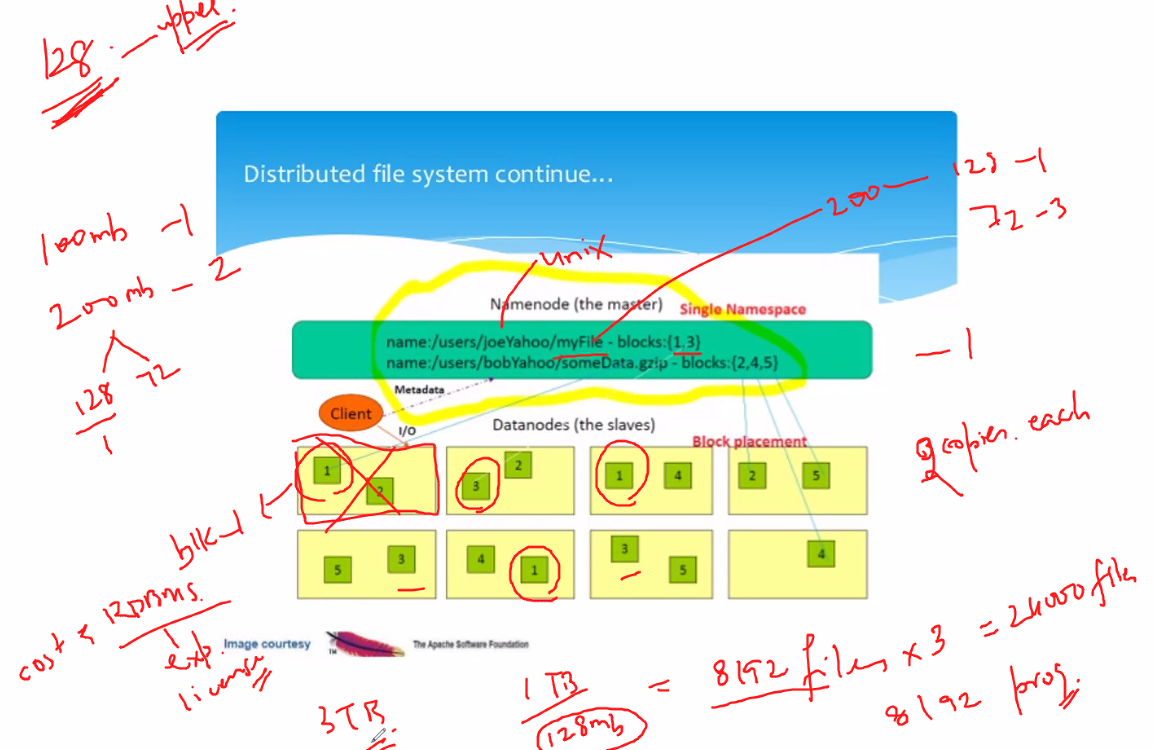 128 — upper.
Distributed file system continue...
100mb - 1
200mb - 2
128 72
1
200 — 128 - 1
72 - 3
unix
Namenode (the master)
Single Namespace
name:/users/joeYahoo/myFile - blocks:{1,3}
name:/users/bobYahoo/someData.gzip - blocks:{2,4,5}
— 1
Metadata
Client
I/O
Datanodes (the slaves)
Block placement
copies each
1 2 3 2 1 4 2 5
blk-1
5 3 4 1 3 5 4
cost < RDBMS.
exp.
license
Image courtesy
TM
The Apache Software Foundation
3TB
1TB = 8192 files x 3 = 24000 files
128mb
8192 prog.